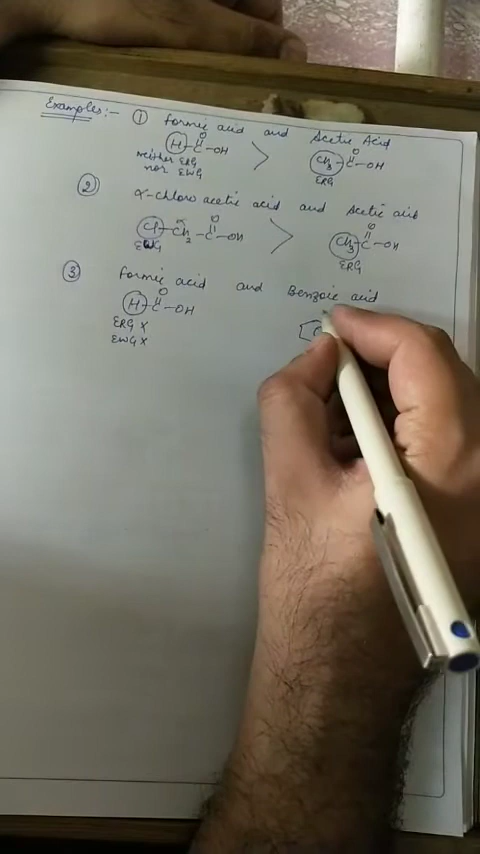 Examples:- ① Formic acid and Acetic Acid
H-C-OH > CH3-C-OH
O O
neither ERG ERG
nor EWG
② α-chloro acetic acid and Acetic acid
O O
Cl-CH2-C-OH > CH3-C-OH
EWG ERG
③ Formic acid and Benzoic acid
O
H-C-OH
ERG X
EWG X